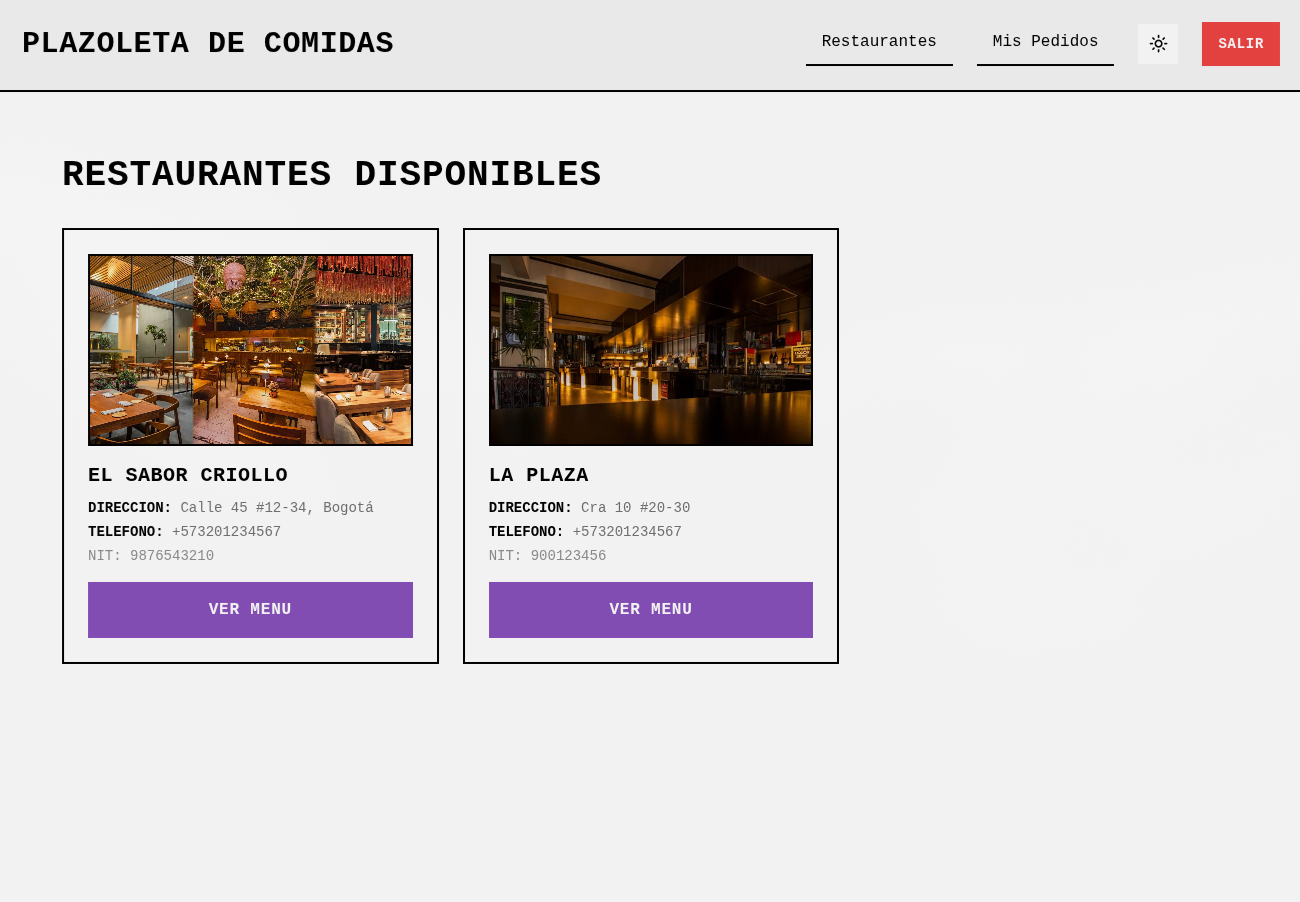 PLAZOLETA DE COMIDAS
Restaurantes
Mis Pedidos
SALIR
RESTAURANTES DISPONIBLES
EL SABOR CRIOLLO
DIRECCION: Calle 45 #12-34, Bogotá
TELEFONO: +573201234567
NIT: 9876543210
VER MENU
LA PLAZA
DIRECCION: Cra 10 #20-30
TELEFONO: +573201234567
NIT: 900123456
VER MENU